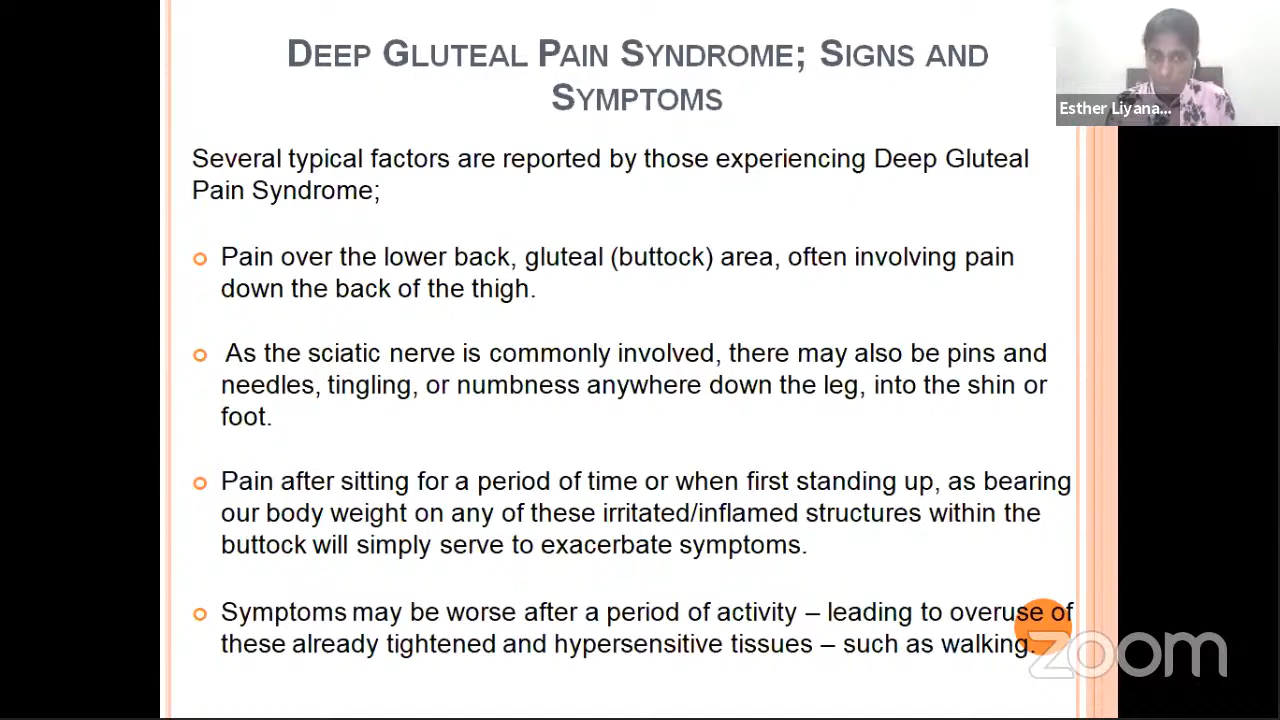 DEEP GLUTEAL PAIN SYNDROME; SIGNS AND
SYMPTOMS
Esther Liyana...
Several typical factors are reported by those experiencing Deep Gluteal
Pain Syndrome;
Pain over the lower back, gluteal (buttock) area, often involving pain
down the back of the thigh.
As the sciatic nerve is commonly involved, there may also be pins and
needles, tingling, or numbness anywhere down the leg, into the shin or
foot.
Pain after sitting for a period of time or when first standing up, as bearing
our body weight on any of these irritated/inflamed structures within the
buttock will simply serve to exacerbate symptoms.
Symptoms may be worse after a period of activity – leading to overuse of
these already tightened and hypersensitive tissues – such as walking.
zoom